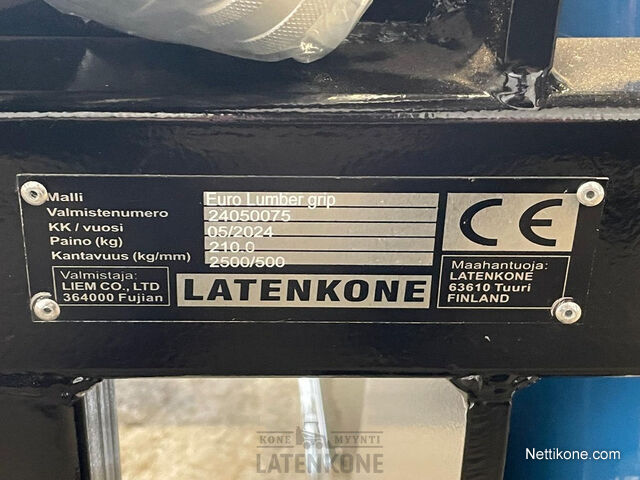 Malli Euro Lumber grip
Valmistenumero 24050075
KK / vuosi 05/2024
Paino (kg) 210.0
Kantavuus (kg/mm) 2500/500
CE
Valmistaja:
LIEM CO., LTD
364000 Fujian
LATENKONE
Maahantuoja:
LATENKONE
63610 Tuuri
FINLAND
KONE MYYNTI
LATENKONE
Nettikone.com